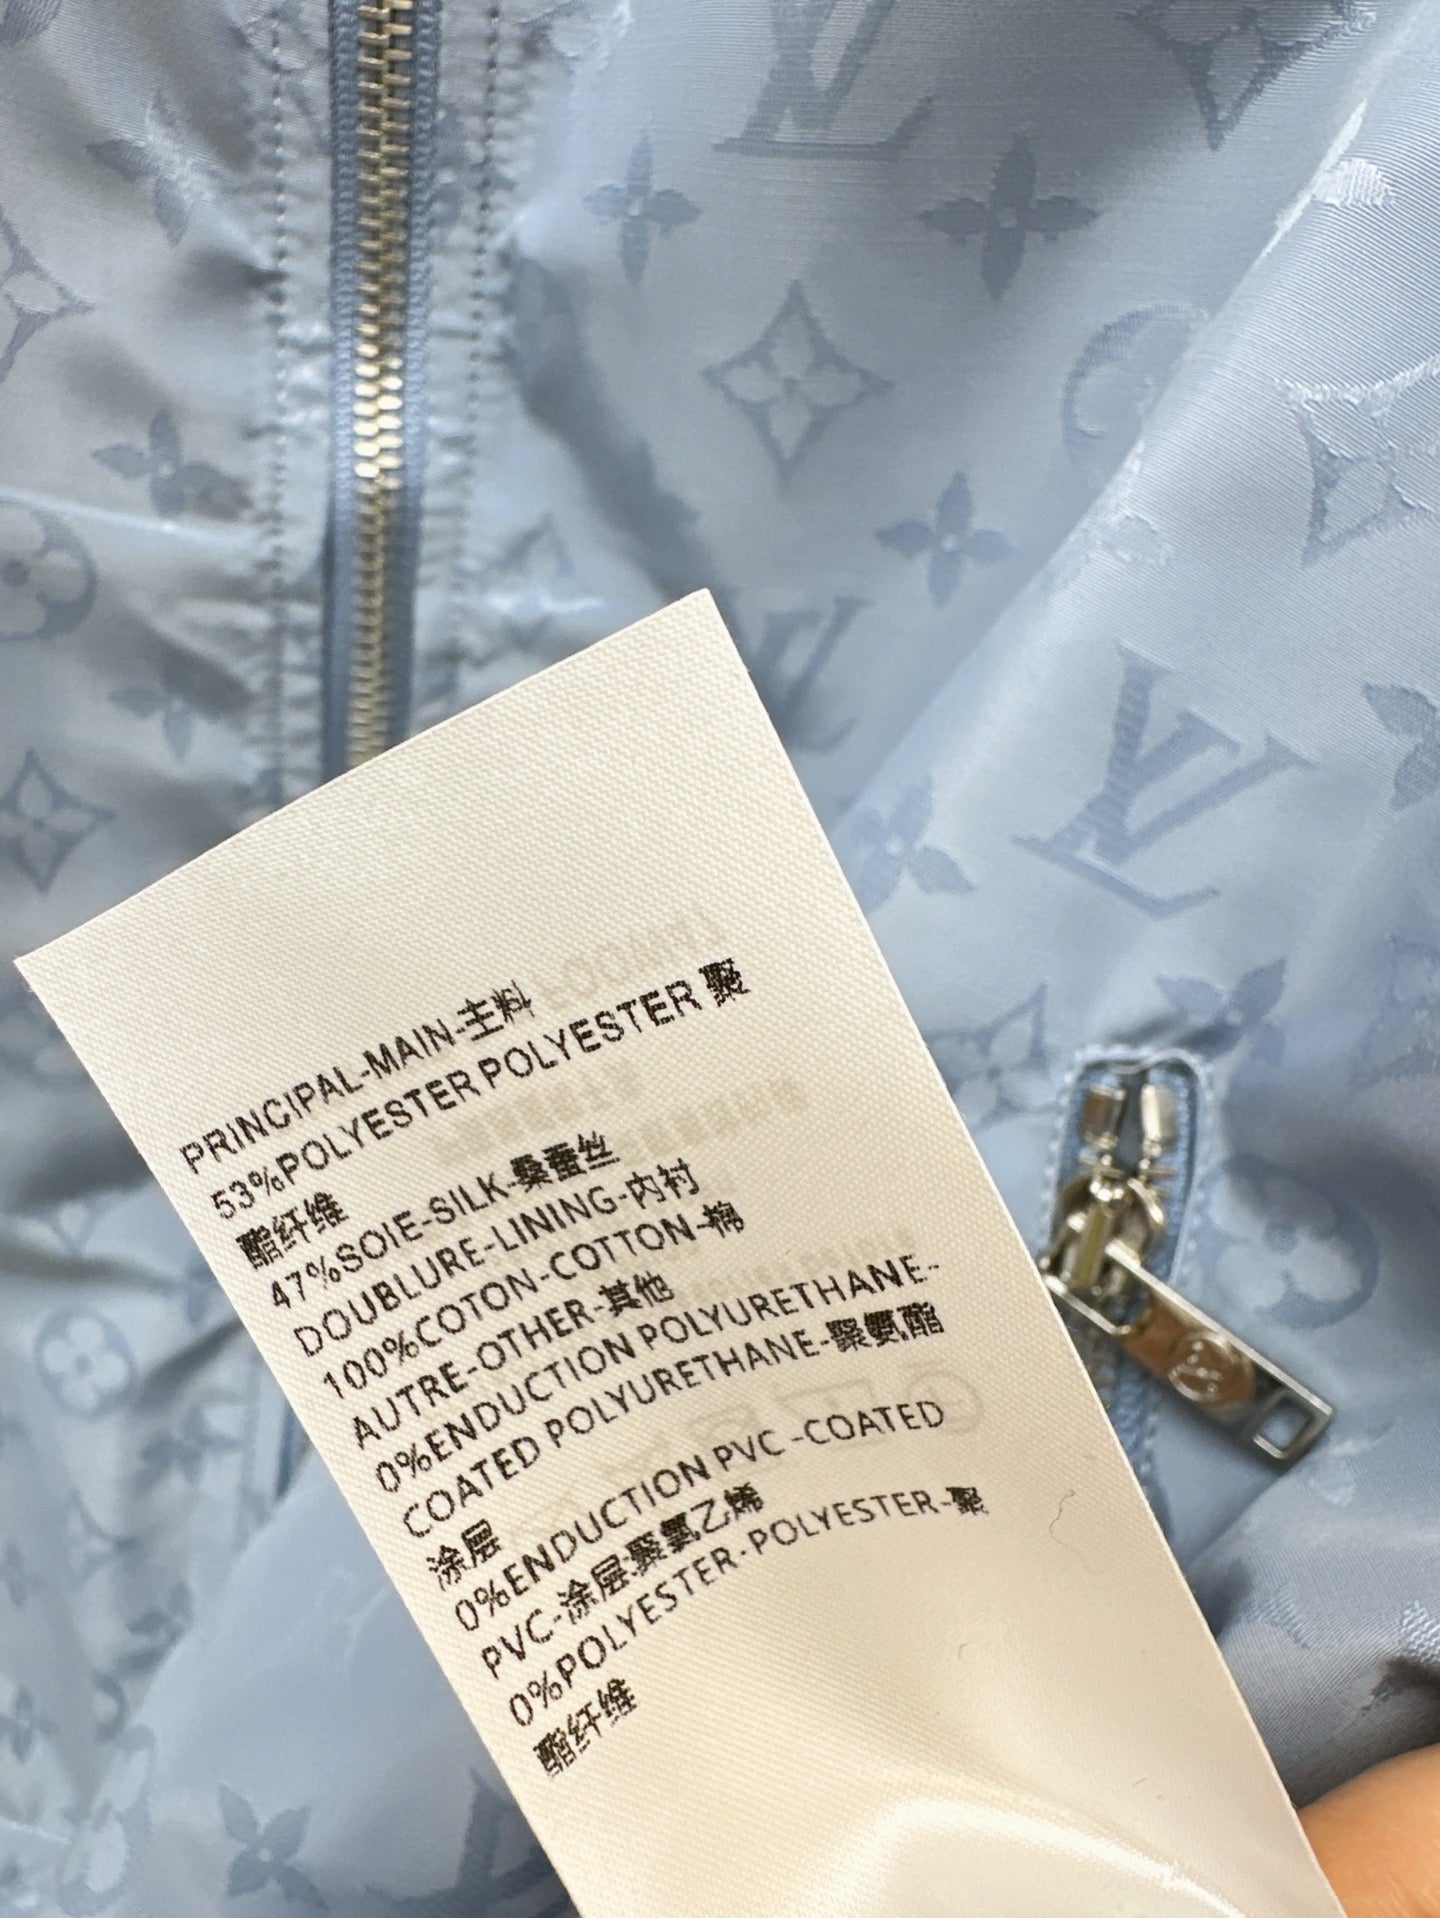 PRINCIPAL-MAIN-主料
53%POLYESTER POLYESTER 聚
酯纤维
47%SOIE-SILK-桑蚕丝
DOUBLURE-LINING-内衬
100%COTON-COTTON-棉
AUTRE-OTHER-其他
0%ENDUCTION POLYURETHANE-
COATED POLYURETHANE-聚氨酯
涂层
0%ENDUCTION PVC -COATED
PVC-涂层:聚氯乙烯
0%POLYESTER-POLYESTER-聚
酯纤维